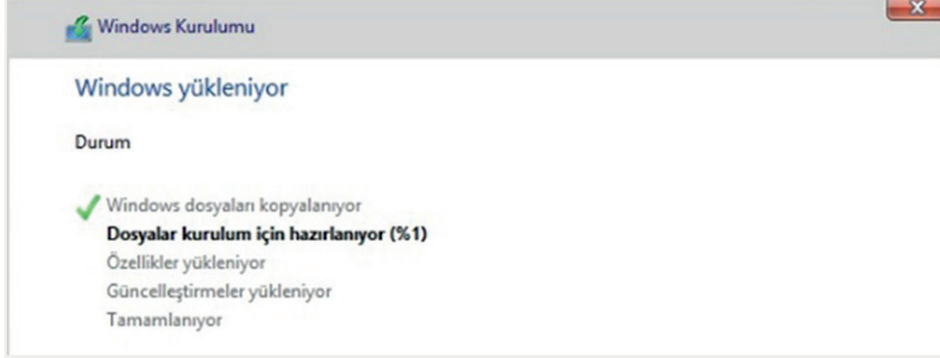 Windows Kurulumu
Windows yükleniyor
Durum
Windows dosyaları kopyalanıyor
Dosyalar kurulum için hazırlanıyor (%1)
Özellikler yükleniyor
Güncelleştirmeler yükleniyor
Tamamlanıyor